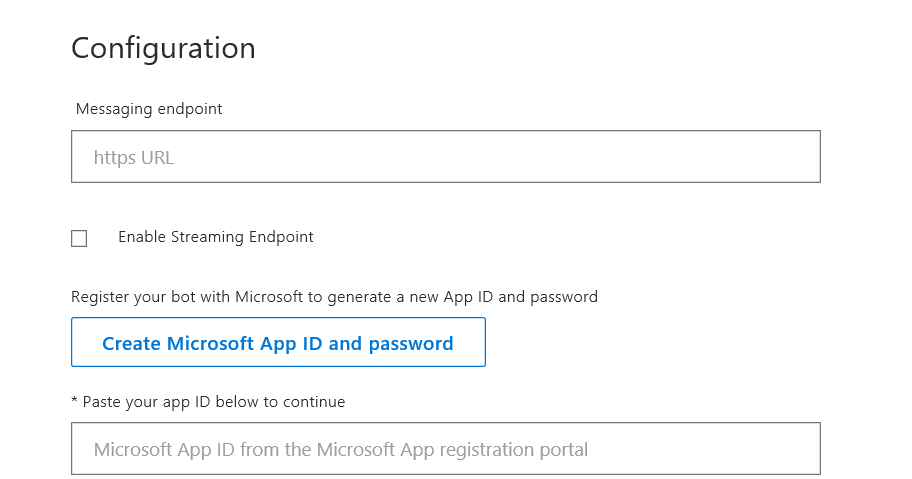 Configuration
Messaging endpoint
https URL
Enable Streaming Endpoint
Register your bot with Microsoft to generate a new App ID and password
Create Microsoft App ID and password
* Paste your app ID below to continue
Microsoft App ID from the Microsoft App registration portal